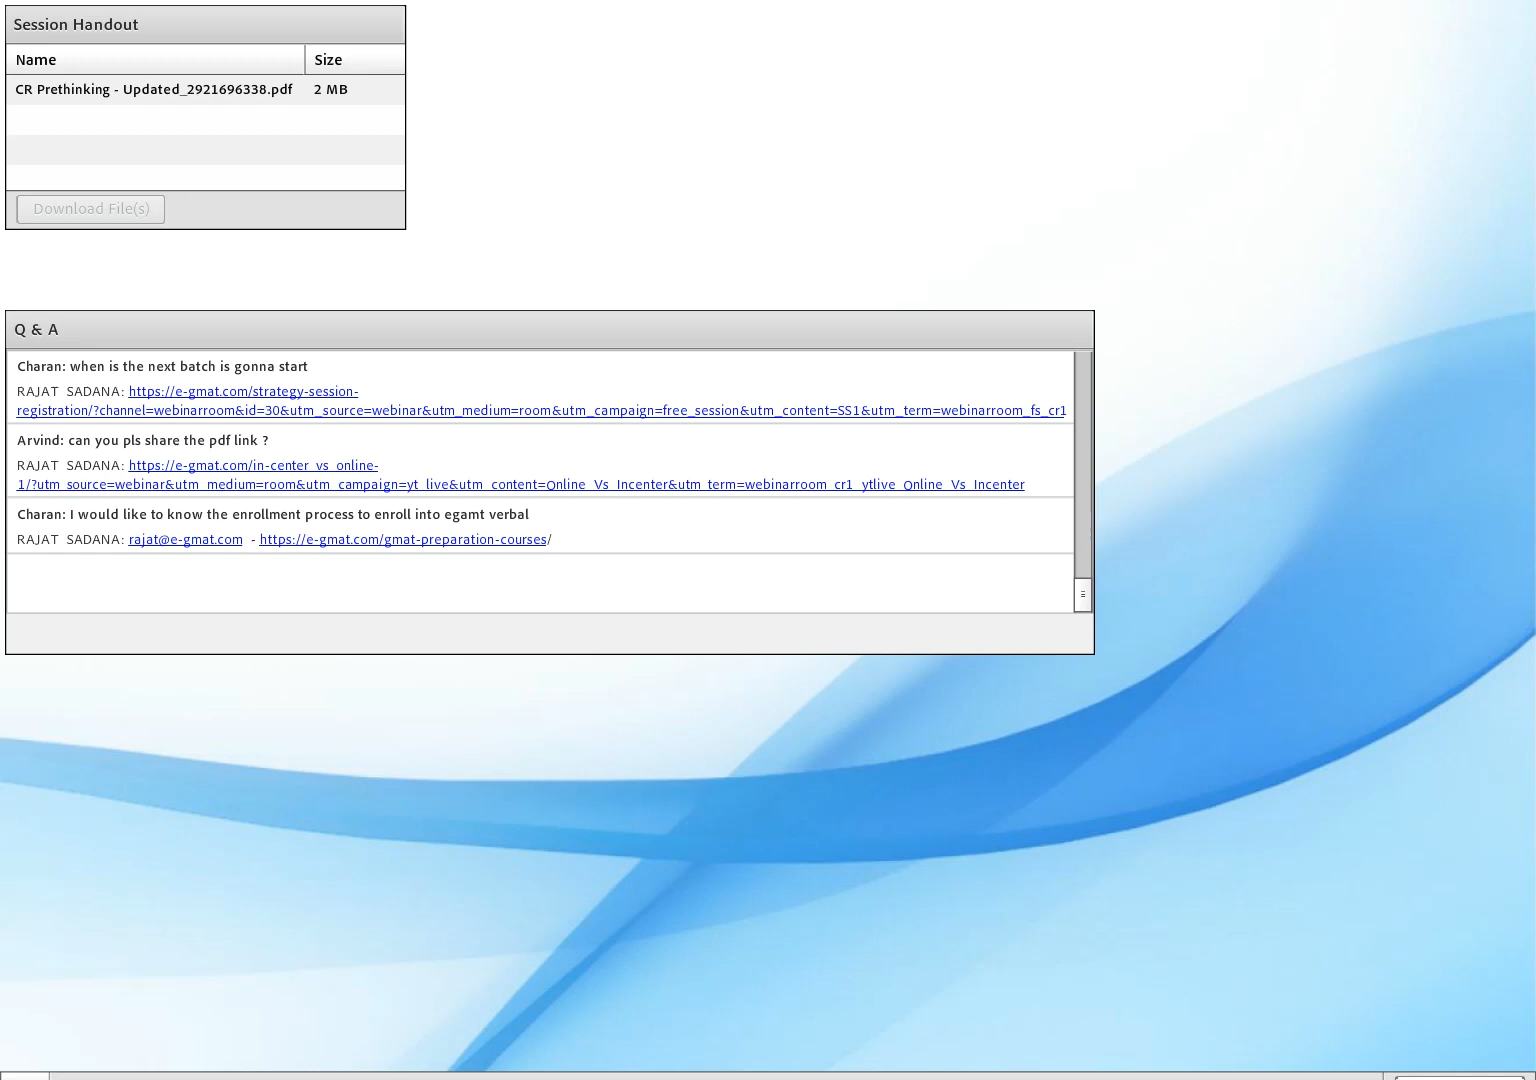 Session Handout
Name Size
CR Prethinking - Updated_2921696338.pdf 2 MB
Download File(s)
Q & A
Charan: when is the next batch is gonna start
RAJAT SADANA: https://e-gmat.com/strategy-session-
registration/?channel=webinarroom&id=30&utm_source=webinar&utm_medium=room&utm_campaign=free_session&utm_content=SS1&utm_term=webinarroom_fs_cr1
Arvind: can you pls share the pdf link ?
RAJAT SADANA: https://e-gmat.com/in-center_vs_online-
1/?utm_source=webinar&utm_medium=room&utm_campaign=yt_live&utm_content=Online_Vs_Incenter&utm_term=webinarroom_cr1_ytlive_Online_Vs_Incenter
Charan: I would like to know the enrollment process to enroll into egamt verbal
RAJAT SADANA: rajat@e-gmat.com - https://e-gmat.com/gmat-preparation-courses/